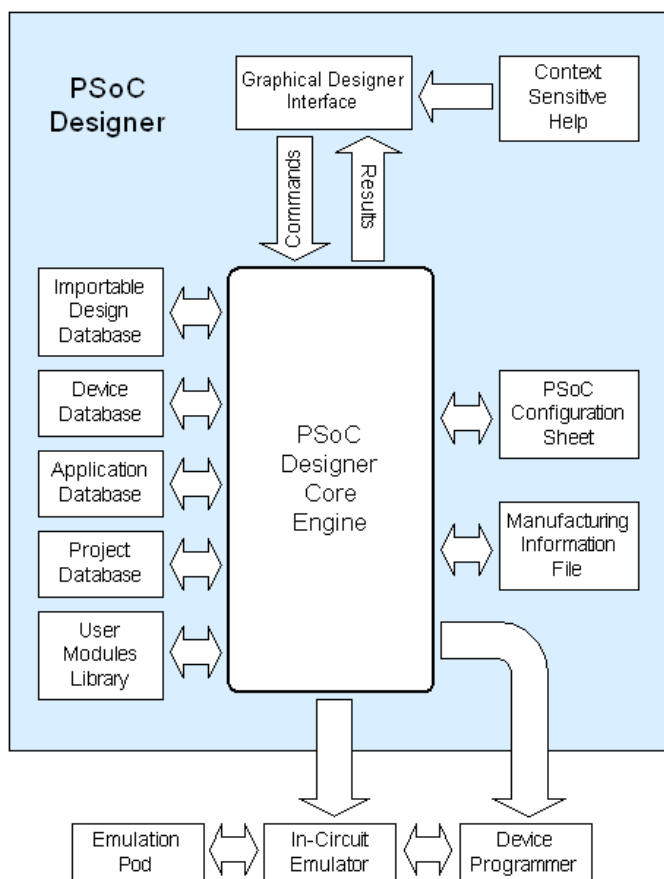 PSoC
Designer
Graphical Designer
Interface
Context
Sensitive
Help
Commands
Results
Importable
Design
Database
Device
Database
Application
Database
Project
Database
User
Modules
Library
PSoC
Designer
Core
Engine
PSoC
Configuration
Sheet
Manufacturing
Information
File
Emulation
Pod
In-Circuit
Emulator
Device
Programmer